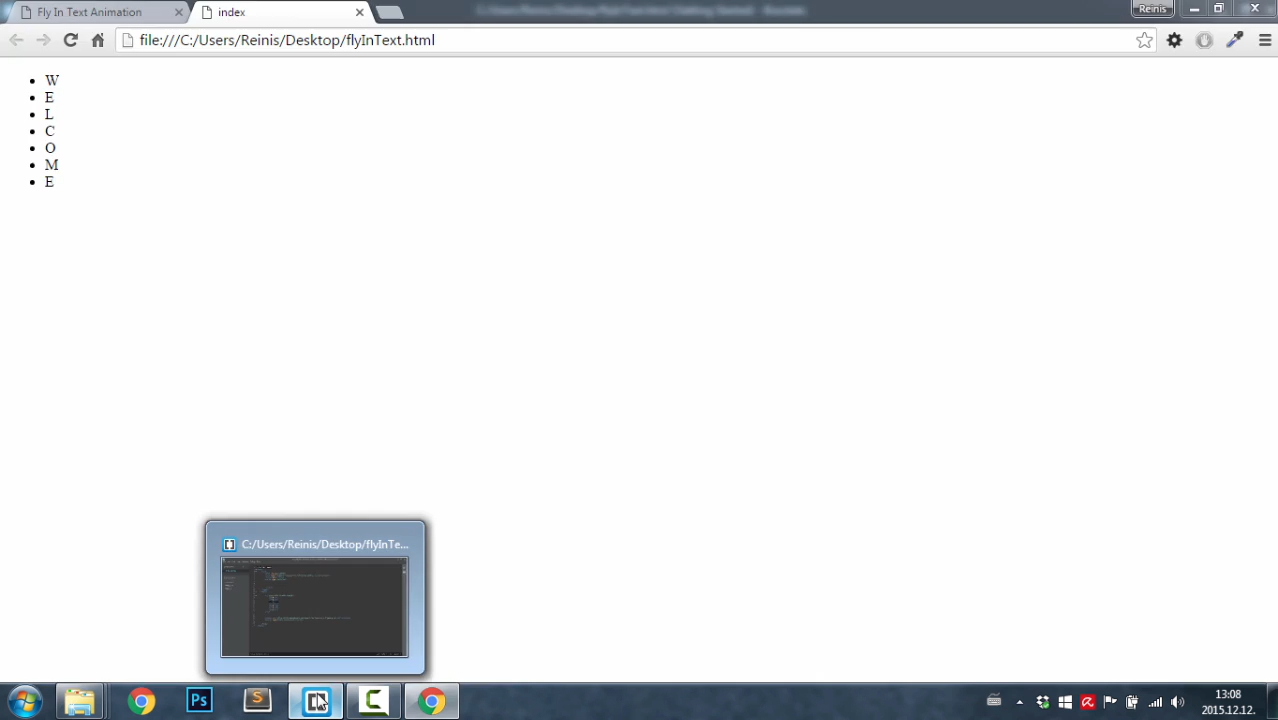 Fly In Text Animation
index
Reinis
file:///C:/Users/Reinis/Desktop/flyInText.html
W
E
L
C
O
M
E
C:/Users/Reinis/Desktop/flyInTe...
Ps
S
C
13:08
2015.12.12.